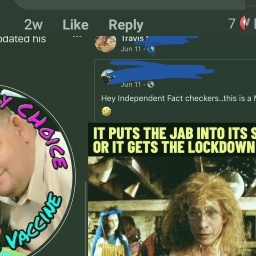 2w Like Reply
7
pdated his
Travis
Jun 11
Jun 11
Hey Independent Fact checkers..this is a M
Y CHOICE
VACCINE
IT PUTS THE JAB INTO ITS S
OR IT GETS THE LOCKDOWN